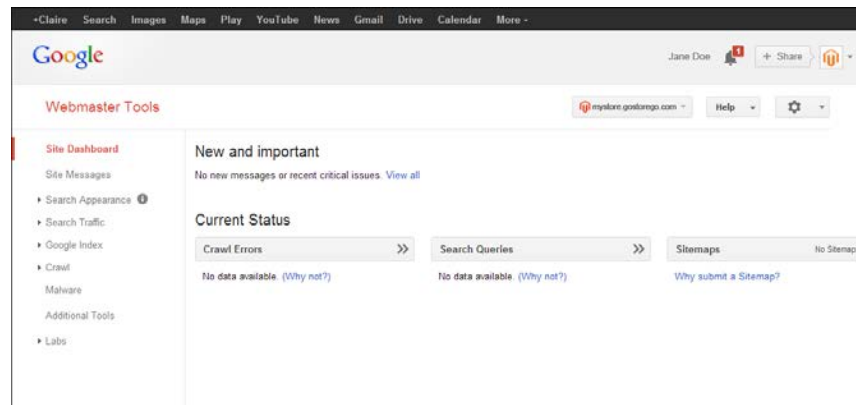 +Claire Search Images Maps Play YouTube News Gmail Drive Calendar More
Google
Jane Doe 1 + Share
Webmaster Tools
mystore.gostorego.com Help
Site Dashboard
Site Messages
Search Appearance i
Search Traffic
Google Index
Crawl
Malware
Additional Tools
Labs
New and important
No new messages or recent critical issues. View all
Current Status
Crawl Errors »
No data available. (Why not?)
Search Queries »
No data available. (Why not?)
Sitemaps No Sitemap
Why submit a Sitemap?